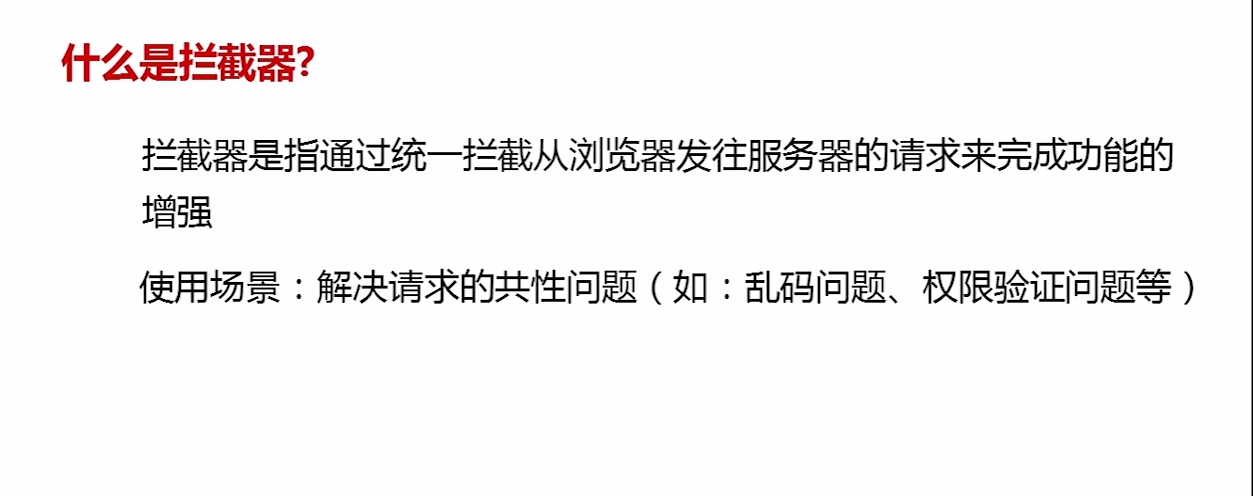 什么是拦截器?
拦截器是指通过统一拦截从浏览器发往服务器的请求来完成功能的
增强
使用场景：解决请求的共性问题（如：乱码问题、权限验证问题等）